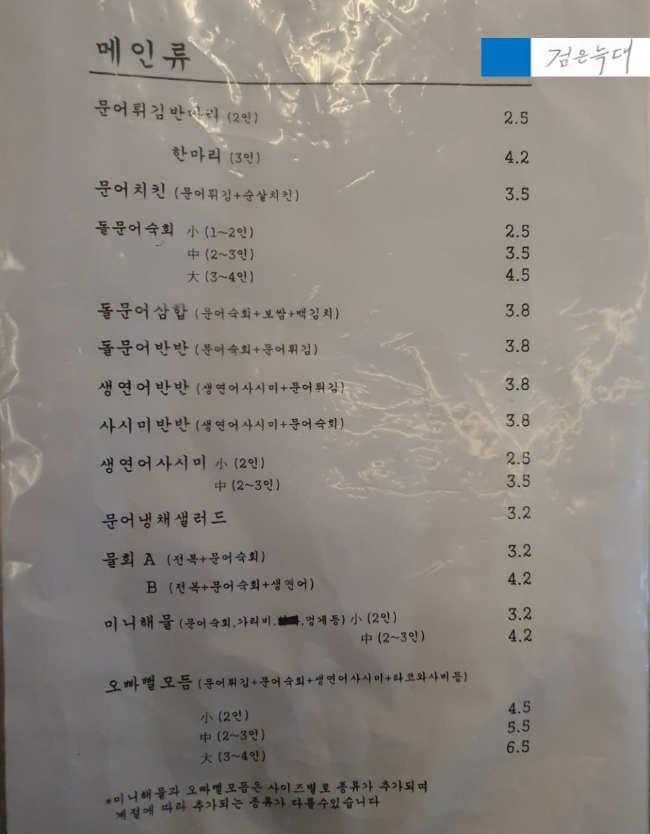 메인류
검은늑대
문어튀김반마리 (2인) 2.5
한마리 (3인) 4.2
문어치킨 (문어튀김+순살치킨) 3.5
돌문어숙회 小 (1~2인) 2.5
中 (2~3인) 3.5
大 (3~4인) 4.5
돌문어삼합 (문어숙회+보쌈+백김치) 3.8
돌문어반반 (문어숙회+문어튀김) 3.8
생연어반반 (생연어사시미+문어튀김) 3.8
사시미반반 (생연어사시미+문어숙회) 3.8
생연어사시미 小 (2인) 2.5
中 (2~3인) 3.5
문어냉채샐러드 3.2
물회 A (전복+문어숙회) 3.2
B (전복+문어숙회+생연어) 4.2
미니해물 (문어숙회,가리비, ,멍게등) 小 (2인) 3.2
中 (2~3인) 4.2
오빠뻘모듬 (문어튀김+문어숙회+생연어사시미+타코와사비등)
小 (2인) 4.5
中 (2~3인) 5.5
大 (3~4인) 6.5
*미니해물과 오빠뻘모듬은 사이즈별로 종류가 추가되며
계절에 따라 추가되는 종류가 다를수있습니다